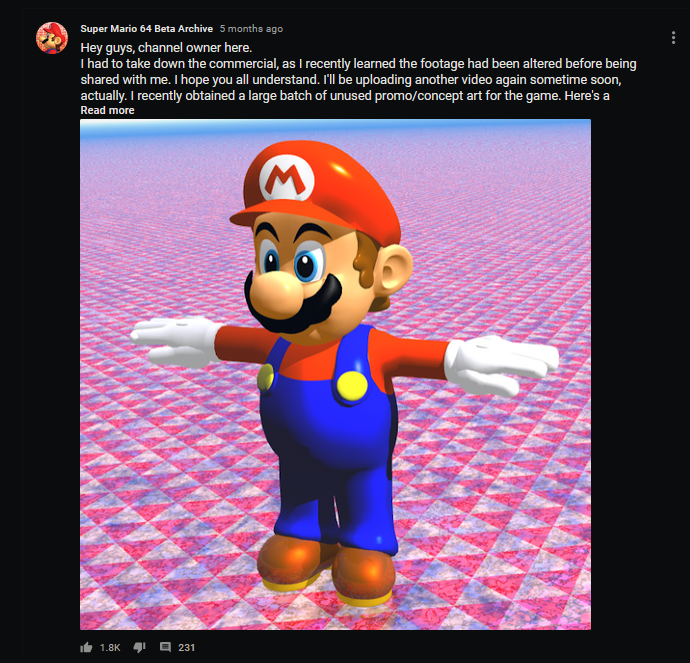 Super Mario 64 Beta Archive 5 months ago
Hey guys, channel owner here.
I had to take down the commercial, as I recently learned the footage had been altered before being
shared with me. I hope you all understand. I'll be uploading another video again sometime soon,
actually. I recently obtained a large batch of unused promo/concept art for the game. Here's a
Read more
M
1.8K 231